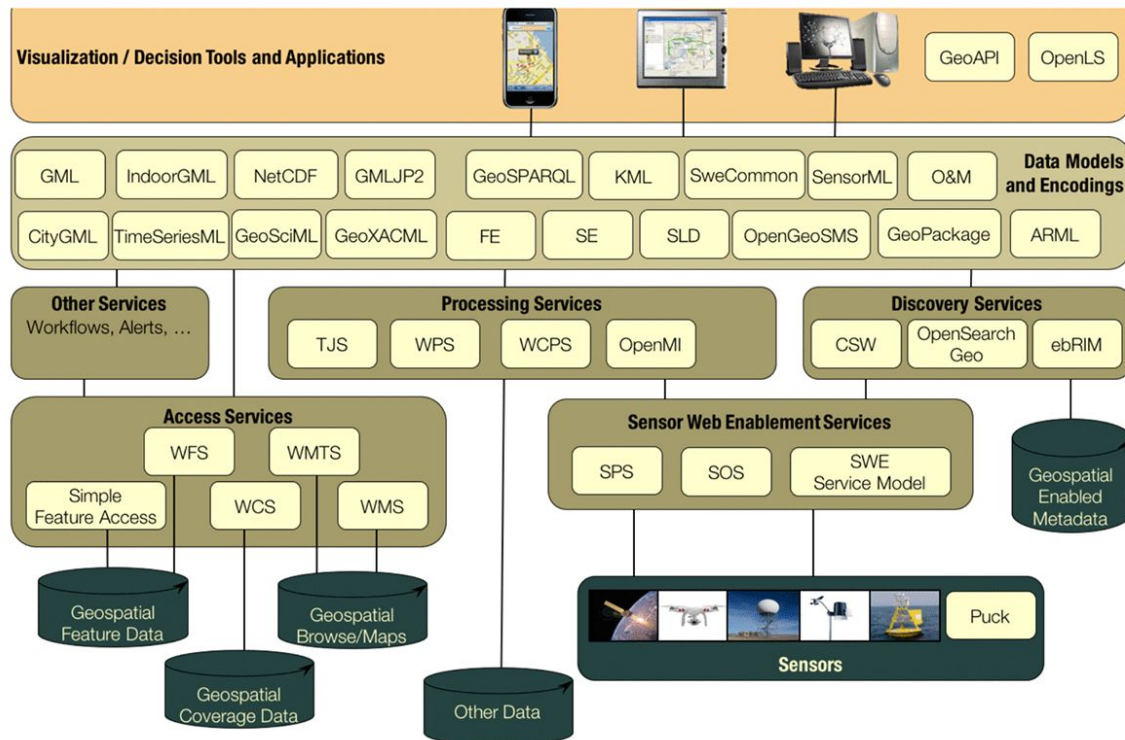 Visualization / Decision Tools and Applications
GeoAPI
OpenLS
Data Models
and Encodings
GML
IndoorGML
NetCDF
GMLJP2
GeoSPARQL
KML
SweCommon
SensorML
O&M
CityGML
TimeSeriesML
GeoSciML
GeoXACML
FE
SE
SLD
OpenGeoSMS
GeoPackage
ARML
Other Services
Workflows, Alerts, …
Processing Services
TJS
WPS
WCPS
OpenMI
Discovery Services
CSW
OpenSearch
Geo
ebRIM
Access Services
WFS
WMTS
Simple
Feature Access
WCS
WMS
Sensor Web Enablement Services
SPS
SOS
SWE
Service Model
Geospatial
Enabled
Metadata
Geospatial
Feature Data
Geospatial
Browse/Maps
Geospatial
Coverage Data
Other Data
Puck
Sensors